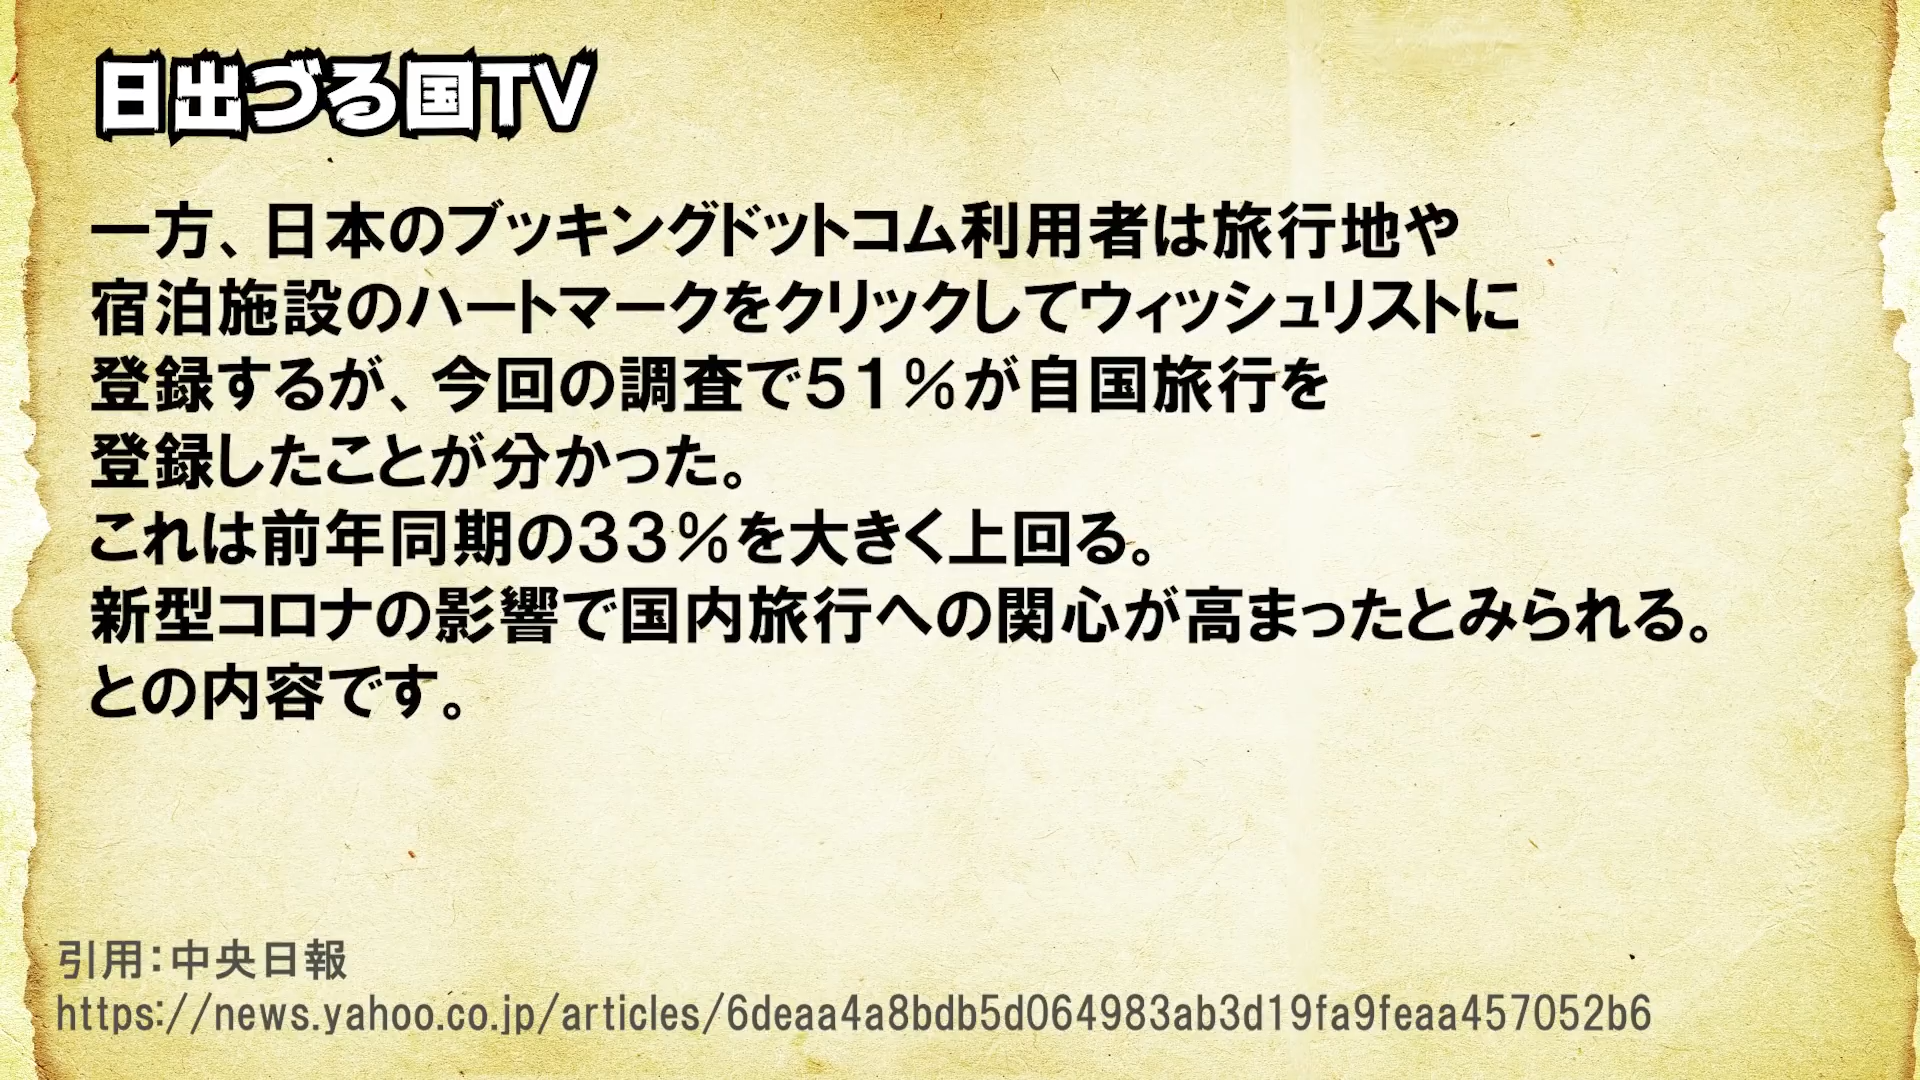 日出づる国TV
一方、日本のブッキングドットコム利用者は旅行地や
宿泊施設のハートマークをクリックしてウィッシュリストに
登録するが、今回の調査で５１％が自国旅行を
登録したことが分かった。
これは前年同期の３３％を大きく上回る。
新型コロナの影響で国内旅行への関心が高まったとみられる。
との内容です。
引用：中央日報
https://news.yahoo.co.jp/articles/6deaa4a8bdb5d064983ab3d19fa9feaa457052b6